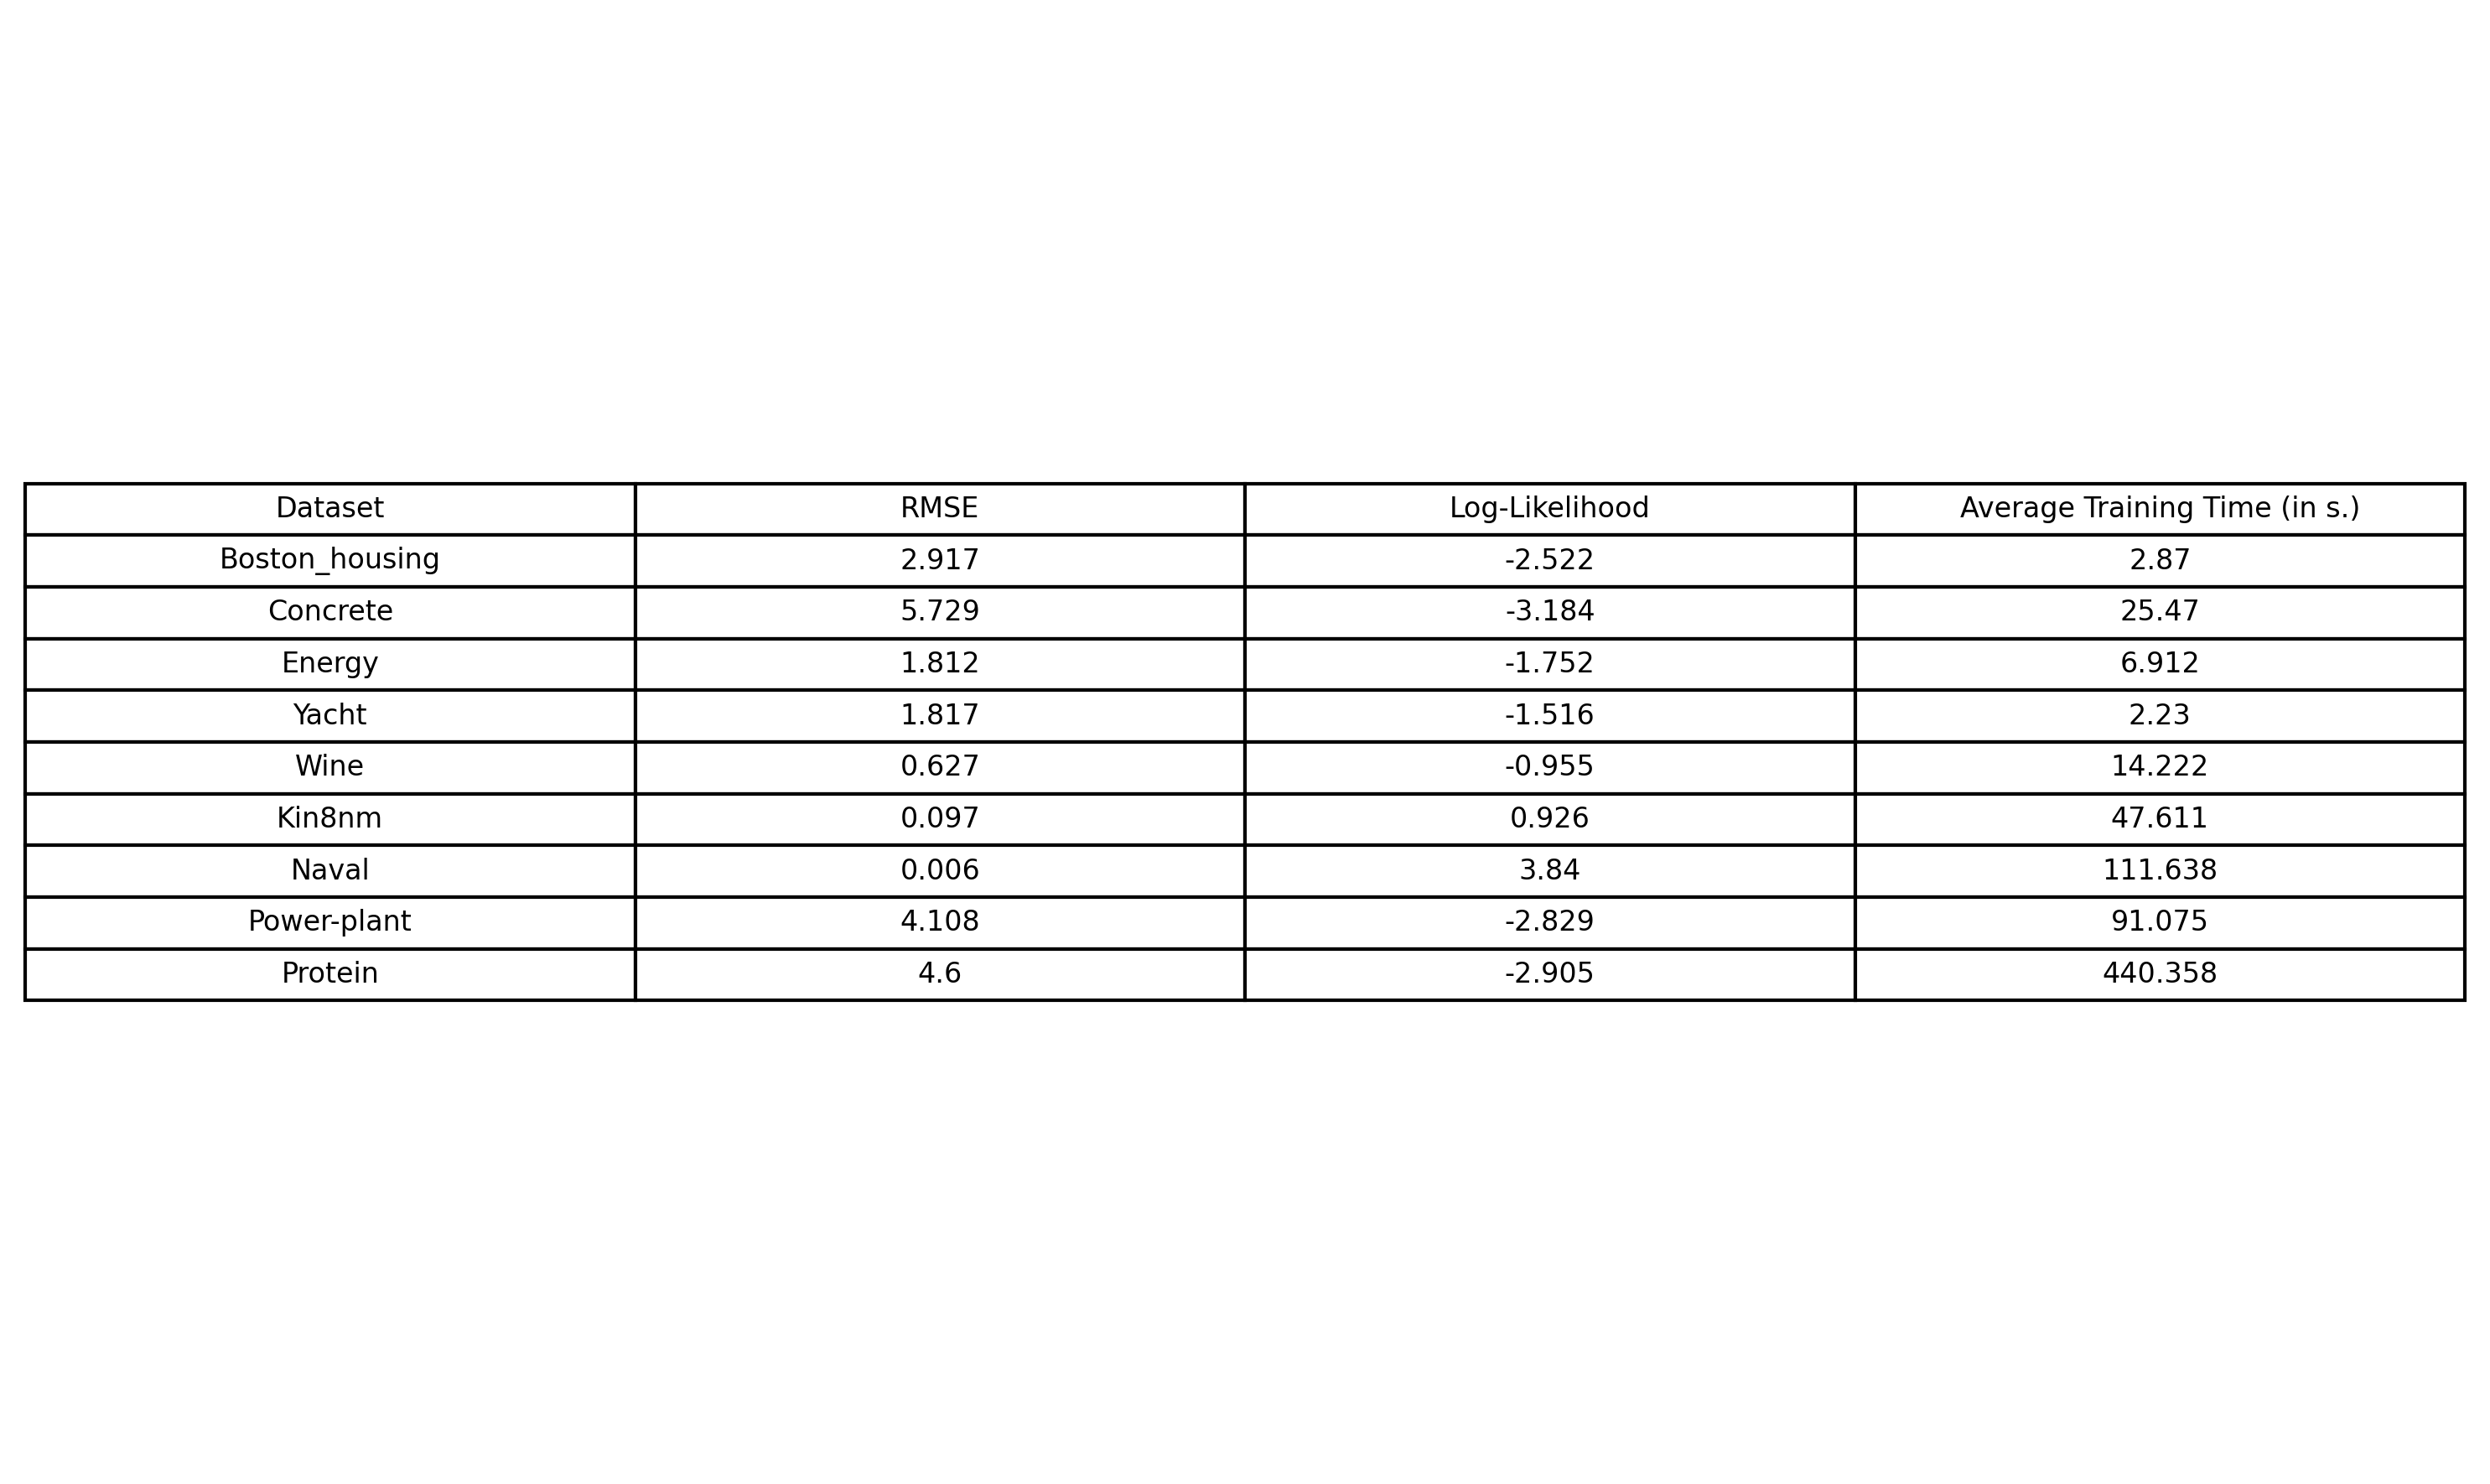 Dataset RMSE Log-Likelihood Average Training Time (in s.)
Boston_housing 2.917 -2.522 2.87
Concrete 5.729 -3.184 25.47
Energy 1.812 -1.752 6.912
Yacht 1.817 -1.516 2.23
Wine 0.627 -0.955 14.222
Kin8nm 0.097 0.926 47.611
Naval 0.006 3.84 111.638
Power-plant 4.108 -2.829 91.075
Protein 4.6 -2.905 440.358